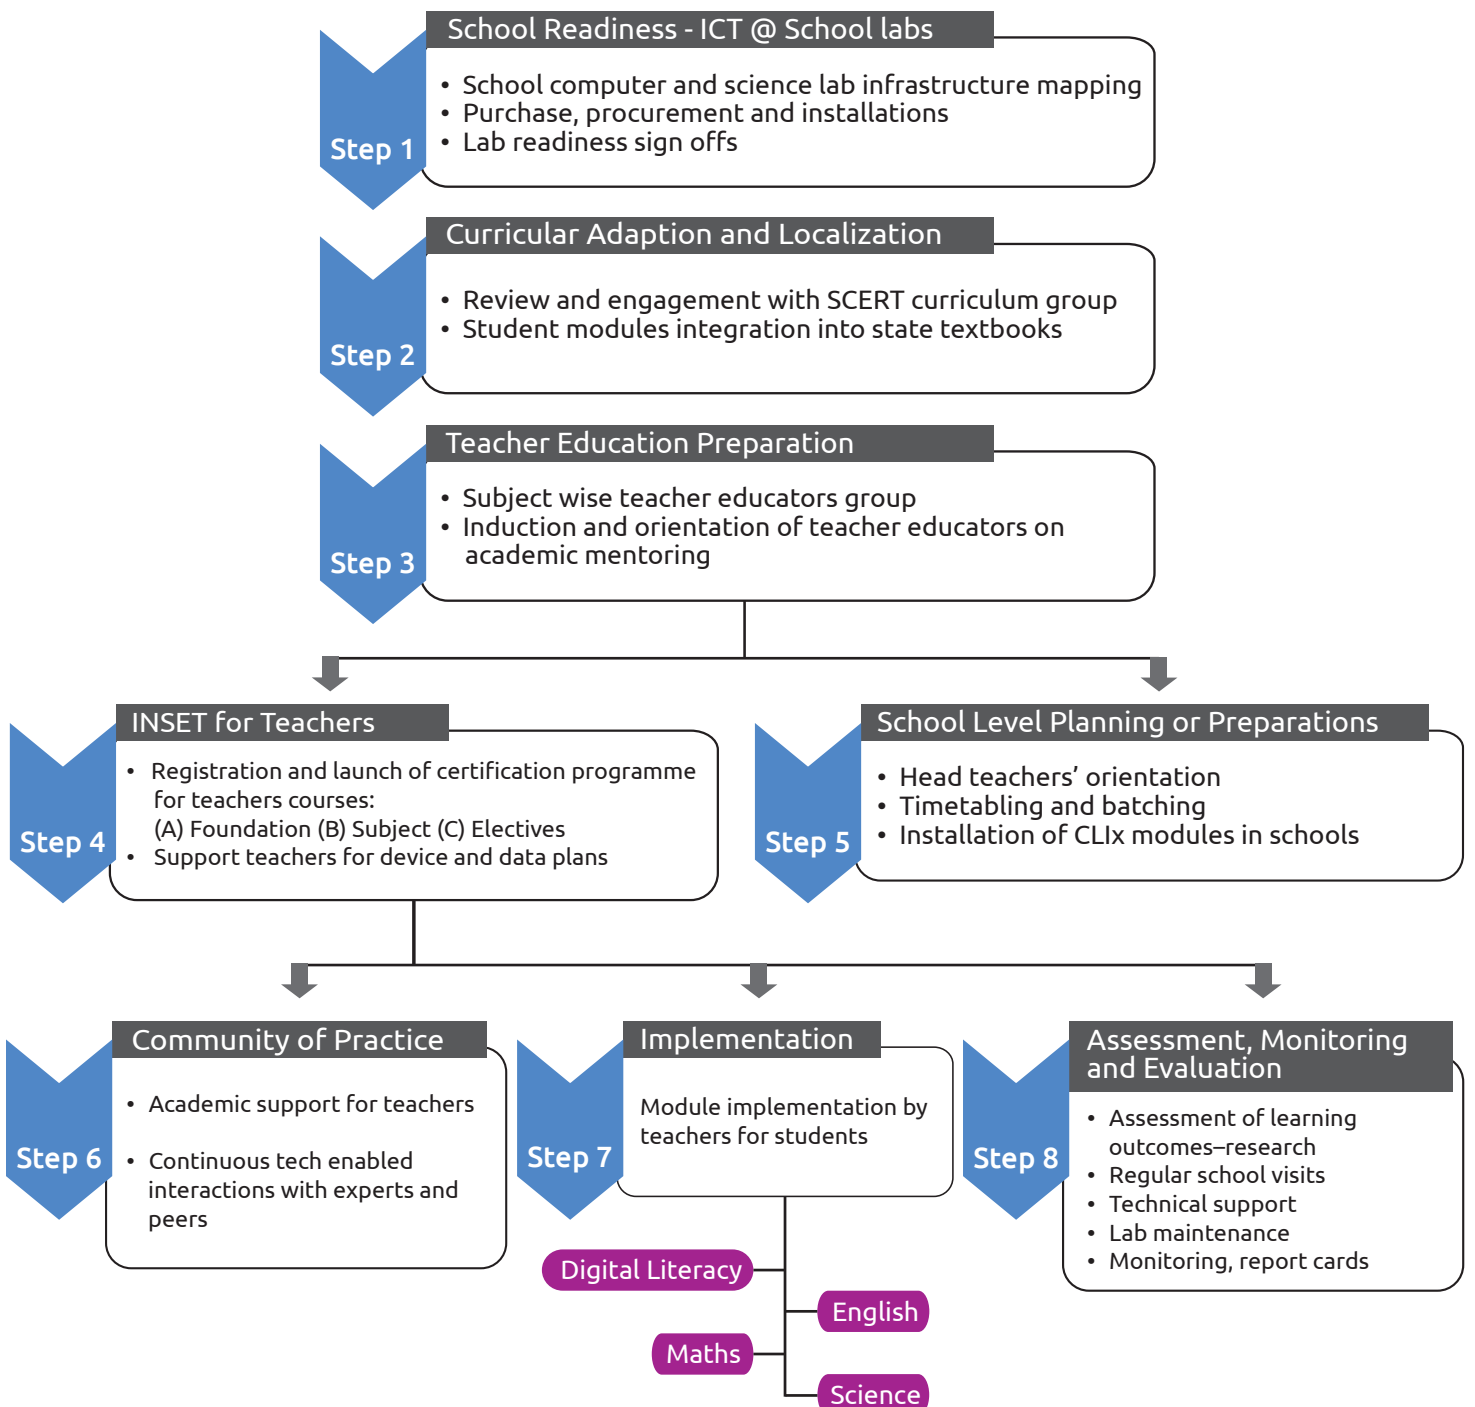 School Readiness - ICT @ School labs
• School computer and science lab infrastructure mapping
• Purchase, procurement and installations
• Lab readiness sign offs
Step 1
Curricular Adaption and Localization
• Review and engagement with SCERT curriculum group
• Student modules integration into state textbooks
Step 2
Teacher Education Preparation
• Subject wise teacher educators group
• Induction and orientation of teacher educators on
academic mentoring
Step 3
INSET for Teachers
• Registration and launch of certification programme
for teachers courses:
(A) Foundation (B) Subject (C) Electives
• Support teachers for device and data plans
Step 4
School Level Planning or Preparations
• Head teachers’ orientation
• Timetabling and batching
• Installation of CLIx modules in schools
Step 5
Community of Practice
• Academic support for teachers
• Continuous tech enabled
interactions with experts and
peers
Step 6
Implementation
Module implementation by
teachers for students
Step 7
Digital Literacy
English
Maths
Science
Assessment, Monitoring
and Evaluation
• Assessment of learning
outcomes–research
• Regular school visits
• Technical support
• Lab maintenance
• Monitoring, report cards
Step 8